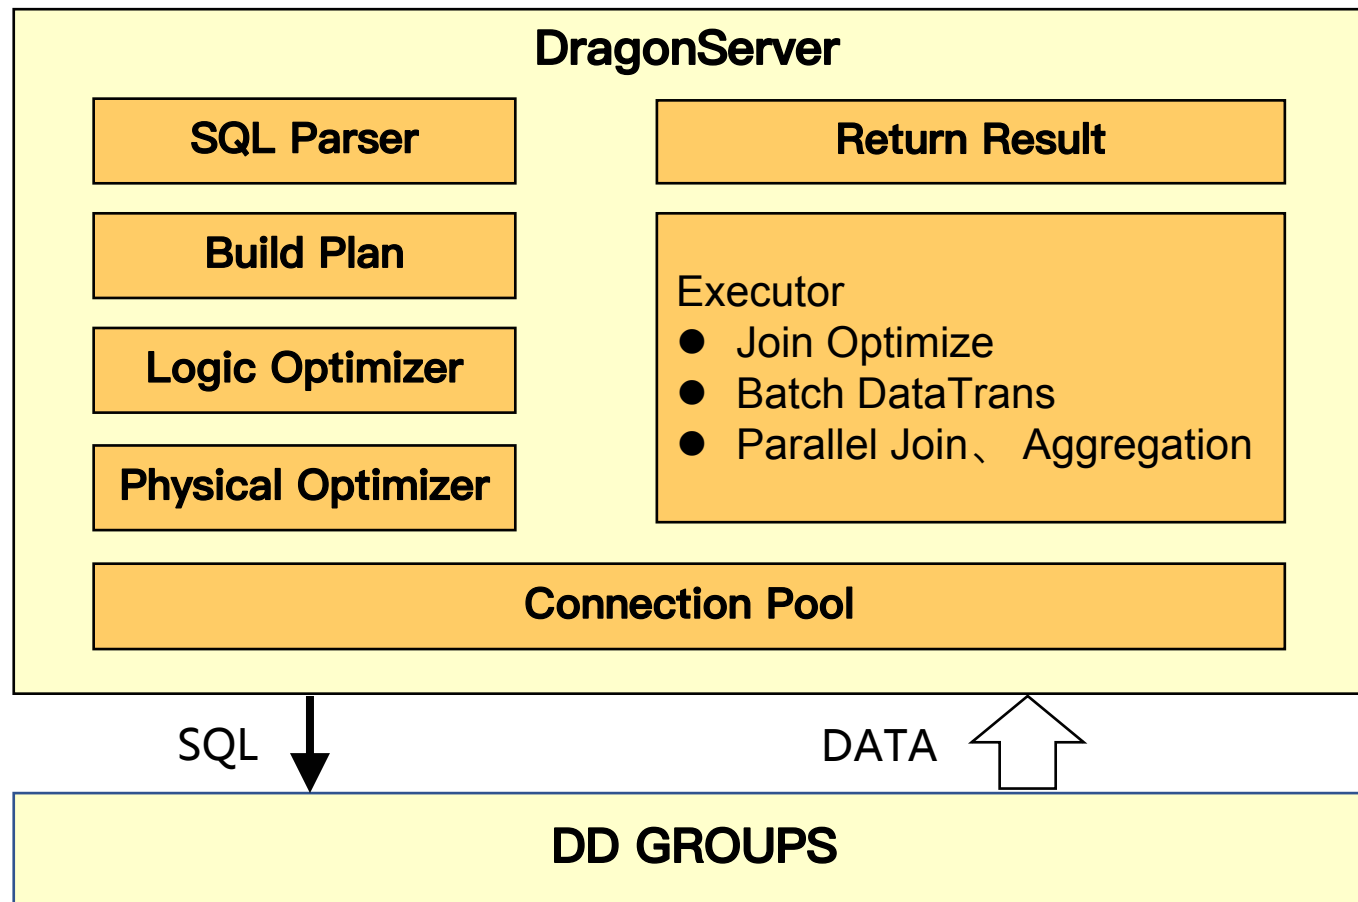 DragonServer
SQL Parser
Build Plan
Logic Optimizer
Physical Optimizer
Return Result
Executor
● Join Optimize
● Batch DataTrans
● Parallel Join、 Aggregation
Connection Pool
SQL
DATA
DD GROUPS